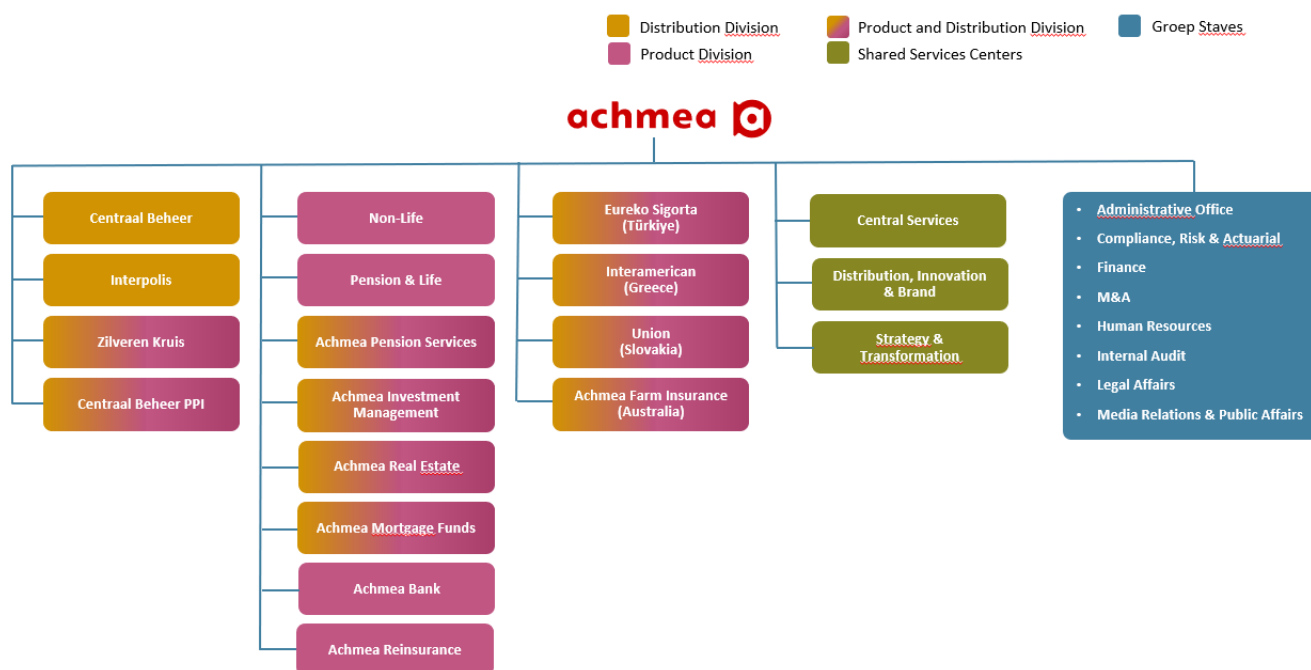 Distribution Division
Product and Distribution Division
Groep Staves
Product Division
Shared Services Centers
achmea
Centraal Beheer
Interpolis
Zilveren Kruis
Centraal Beheer PPI
Non-Life
Pension & Life
Achmea Pension Services
Achmea Investment
Management
Achmea Real Estate
Achmea Mortgage Funds
Achmea Bank
Achmea Reinsurance
Eureko Sigorta
(Türkiye)
Interamerican
(Greece)
Union
(Slovakia)
Achmea Farm Insurance
(Australia)
Central Services
Distribution, Innovation
& Brand
Strategy &
Transformation
• Administrative Office
• Compliance, Risk & Actuarial
• Finance
• M&A
• Human Resources
• Internal Audit
• Legal Affairs
• Media Relations & Public Affairs